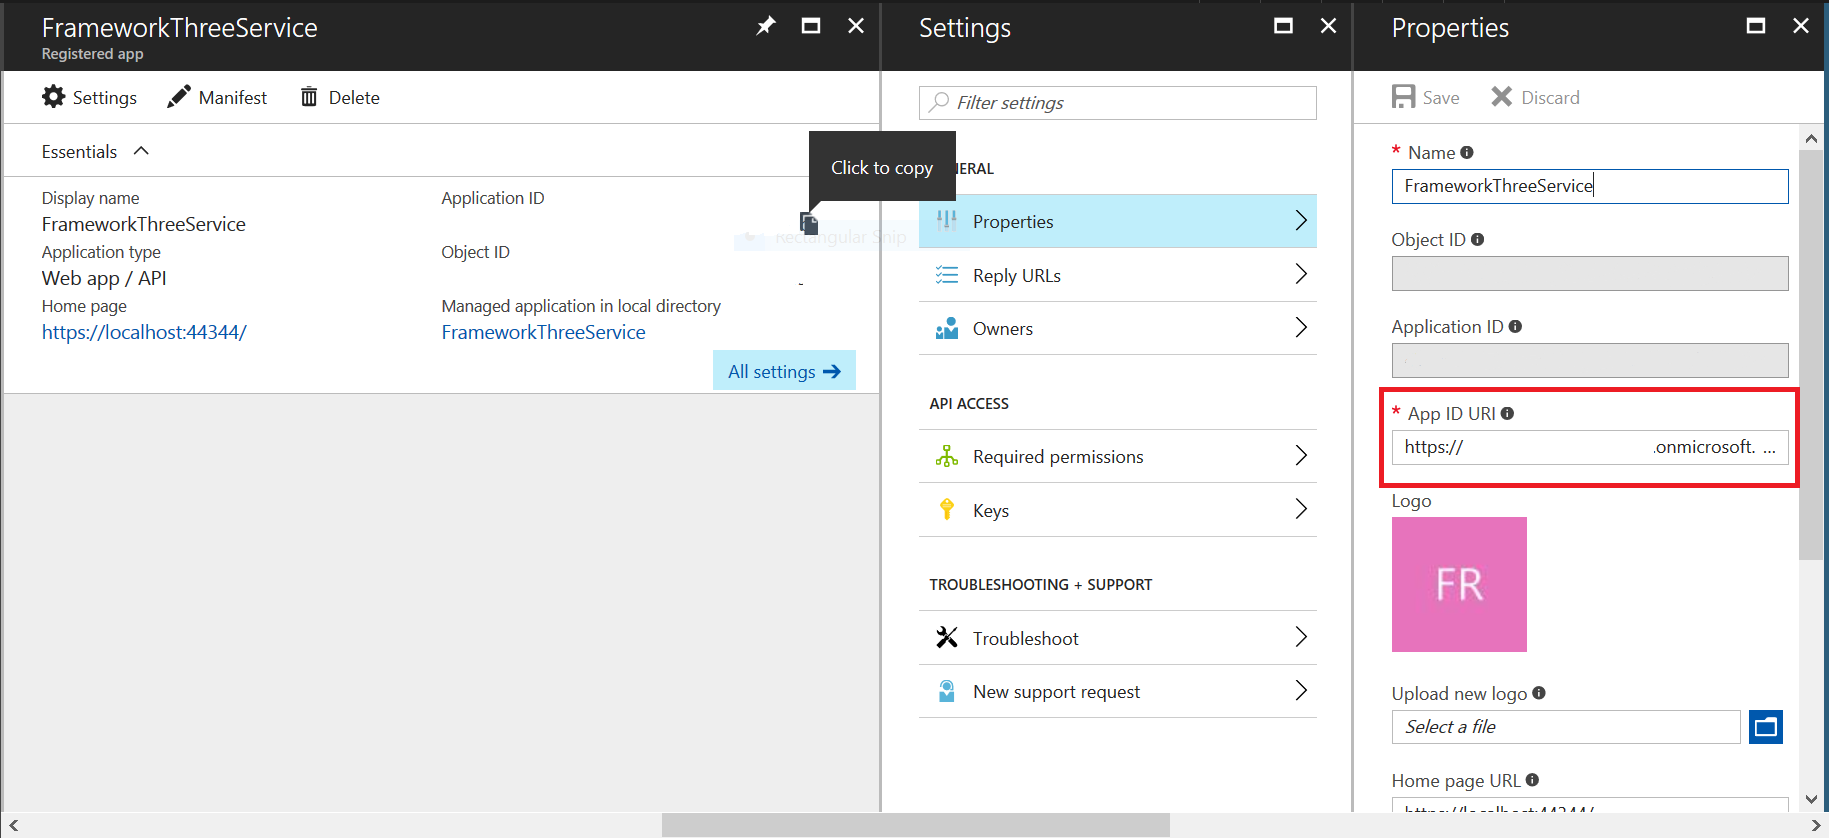 FrameworkThreeService
Registered app
Settings
Manifest
Delete
Essentials
Display name
FrameworkThreeService
Application type
Web app / API
Home page
https://localhost:44344/
Application ID
Object ID
Managed application in local directory
FrameworkThreeService
All settings
Click to copy
Rectangular Snip
Settings
Filter settings
Properties
Reply URLs
Owners
API ACCESS
Required permissions
Keys
TROUBLESHOOTING + SUPPORT
Troubleshoot
New support request
Properties
Save
Discard
* Name
FrameworkThreeService
Object ID
Application ID
* App ID URI
https:// .onmicrosoft. ...
Logo
FR
Upload new logo
Select a file
Home page URL
https://localhost:44344/